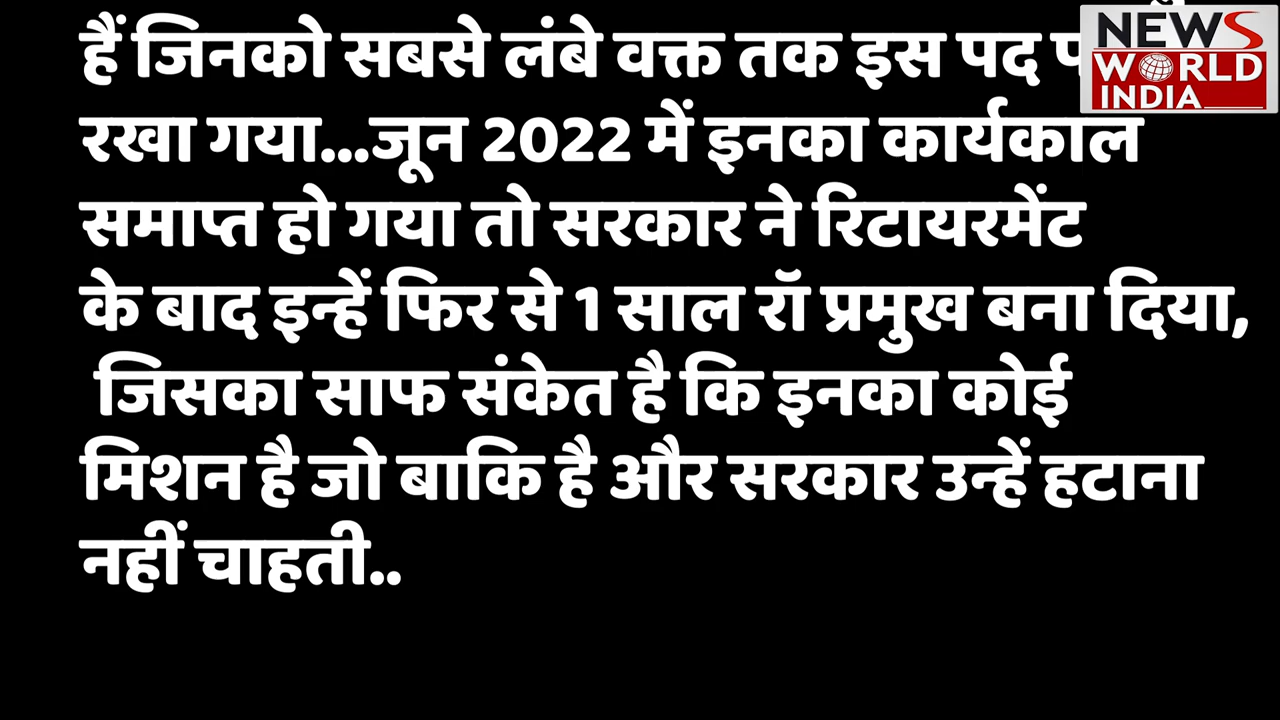 हैं जिनको सबसे लंबे वक्त तक इस पद
रखा गया...जून 2022 में इनका कार्यकाल
समाप्त हो गया तो सरकार ने रिटायरमेंट
के बाद इन्हें फिर से 1 साल रॉ प्रमुख बना दिया,
जिसका साफ संकेत है कि इनका कोई
मिशन है जो बाकि है और सरकार उन्हें हटाना
नहीं चाहती..
NEWS
WORLD
INDIA